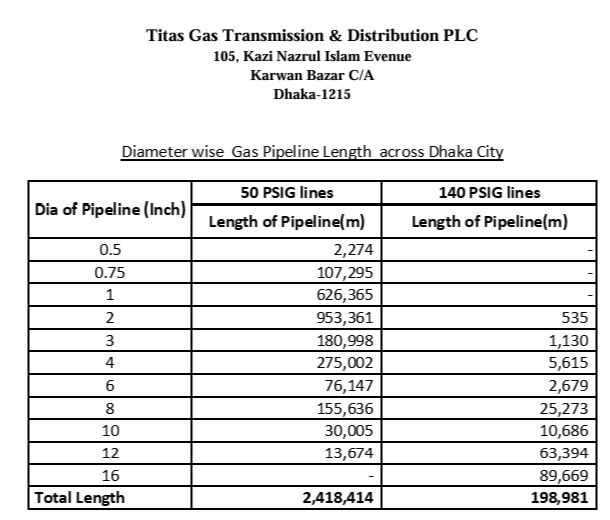 Titas Gas Transmission & Distribution PLC
105, Kazi Nazrul Islam Evenue
Karwan Bazar C/A
Dhaka-1215
Diameter wise Gas Pipeline Length across Dhaka City
Dia of Pipeline (Inch) 50 PSIG lines 140 PSIG lines
Length of Pipeline(m) Length of Pipeline(m)
0.5 2,274 -
0.75 107,295 -
1 626,365 -
2 953,361 535
3 180,998 1,130
4 275,002 5,615
6 76,147 2,679
8 155,636 25,273
10 30,005 10,686
12 13,674 63,394
16 - 89,669
Total Length 2,418,414 198,981